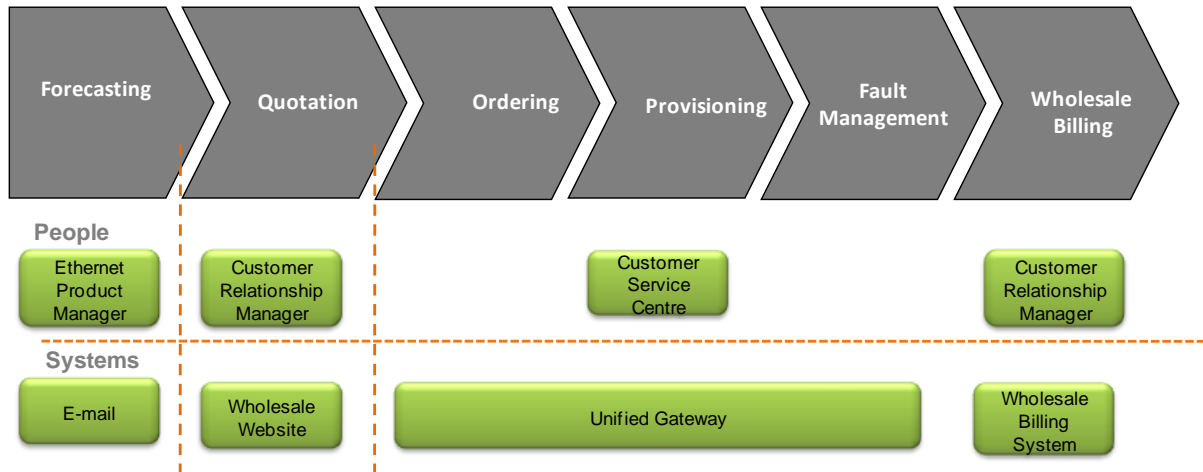 Forecasting
Quotation
Ordering
Provisioning
Fault
Management
Wholesale
Billing
People
Ethernet
Product
Manager
Customer
Relationship
Manager
Customer
Service
Centre
Customer
Relationship
Manager
Systems
E-mail
Wholesale
Website
Unified Gateway
Wholesale
Billing
System